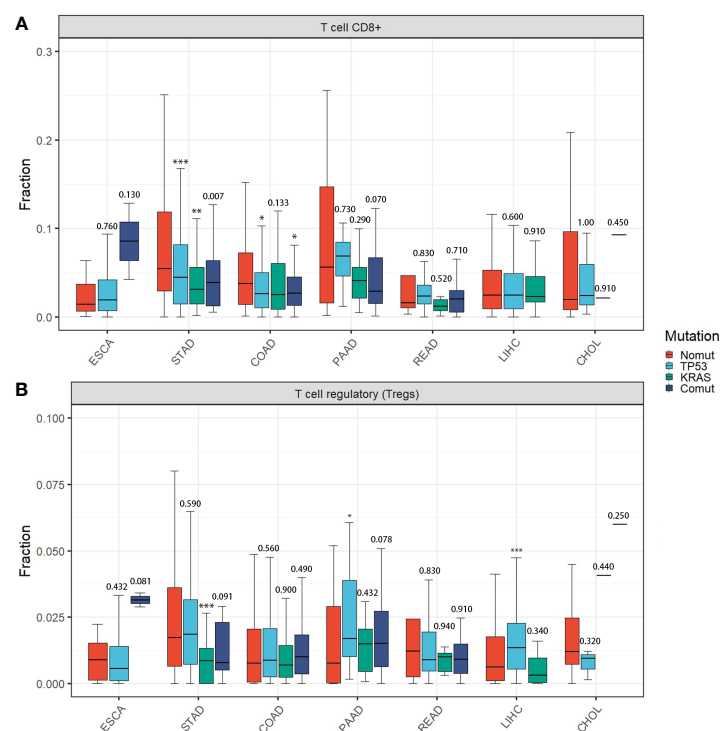 A
T cell CD8+
0.3
0.2
0.1
0.0
Fraction
0.760
0.130
***
**
0.007
*
0.133
*
0.730
0.290
0.070
0.830
0.520
0.710
0.600
0.910
1.00
0.910
0.450
ESCA
STAD
COAD
PAAD
READ
LIHC
CHOL
Mutation
Nomut
TP53
KRAS
Comut
B
T cell regulatory (Tregs)
0.100
0.075
0.050
0.025
0.000
Fraction
0.432
0.081
0.590
***
0.091
0.560
0.900
0.490
*
0.432
0.078
0.830
0.940
0.910
***
0.340
0.320
0.440
0.250
ESCA
STAD
COAD
PAAD
READ
LIHC
CHOL